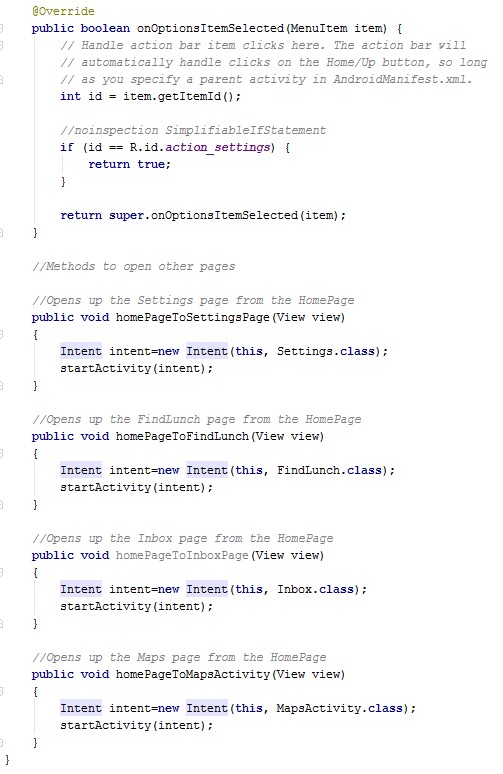 @Override
public boolean onOptionsItemSelected(MenuItem item) {
// Handle action bar item clicks here. The action bar will
// automatically handle clicks on the Home/Up button, so long
// as you specify a parent activity in AndroidManifest.xml.
int id = item.getItemId();
//noinspection SimplifiableIfStatement
if (id == R.id.action_settings) {
return true;
}
return super.onOptionsItemSelected(item);
}
//Methods to open other pages
//Opens up the Settings page from the HomePage
public void homePageToSettingsPage(View view)
{
Intent intent=new Intent(this, Settings.class);
startActivity(intent);
}
//Opens up the FindLunch page from the HomePage
public void homePageToFindLunch(View view)
{
Intent intent=new Intent(this, FindLunch.class);
startActivity(intent);
}
//Opens up the Inbox page from the HomePage
public void homePageToInboxPage(View view)
{
Intent intent=new Intent(this, Inbox.class);
startActivity(intent);
}
//Opens up the Maps page from the HomePage
public void homePageToMapsActivity(View view)
{
Intent intent=new Intent(this, MapsActivity.class);
startActivity(intent);
}
}